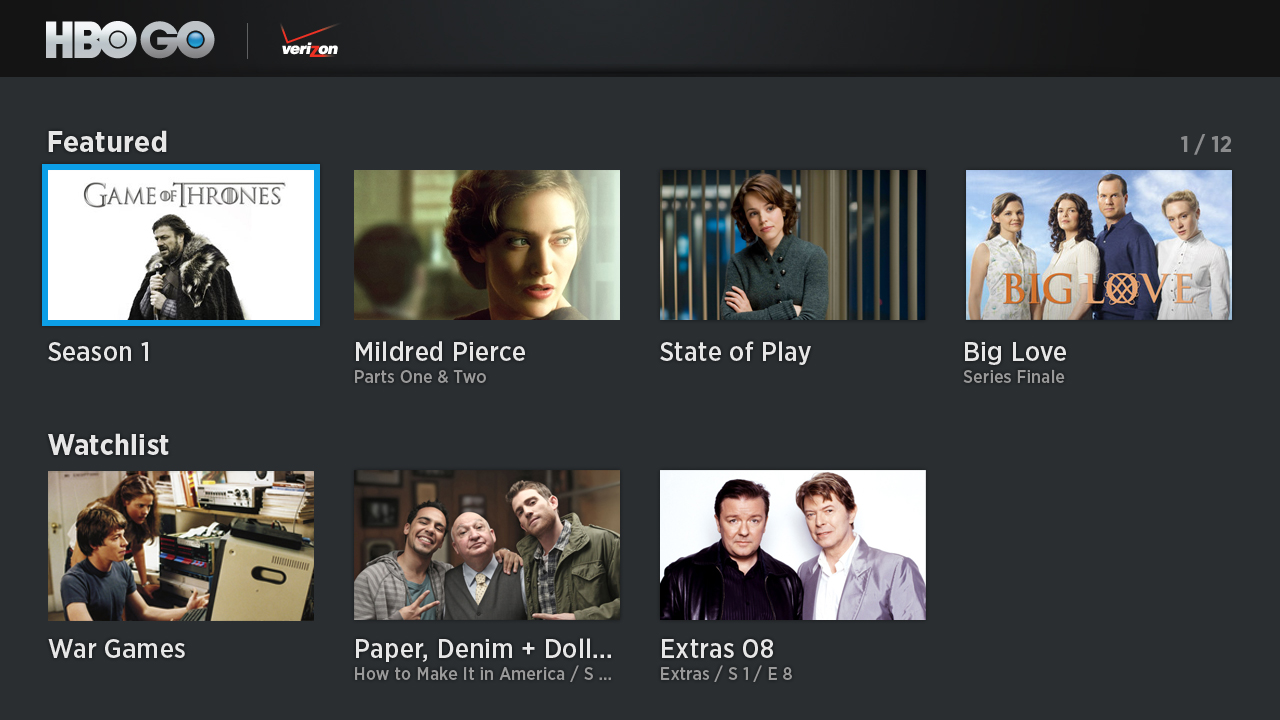 HBO GO
verizon
Featured
1 / 12
GAME OF THRONES
BIG LOVE
Season 1
Mildred Pierce
State of Play
Big Love
Parts One & Two
Series Finale
Watchlist
War Games
Paper, Denim + Doll...
Extras 08
How to Make It in America / S ...
Extras / S 1 / E 8